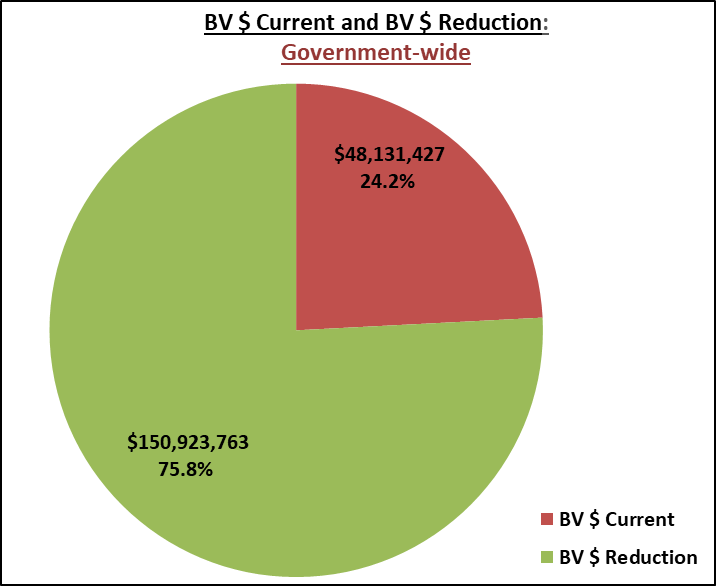 BV $ Current and BV $ Reduction:
Government-wide
$48,131,427
24.2%
$150,923,763
75.8%
BV $ Current
BV $ Reduction